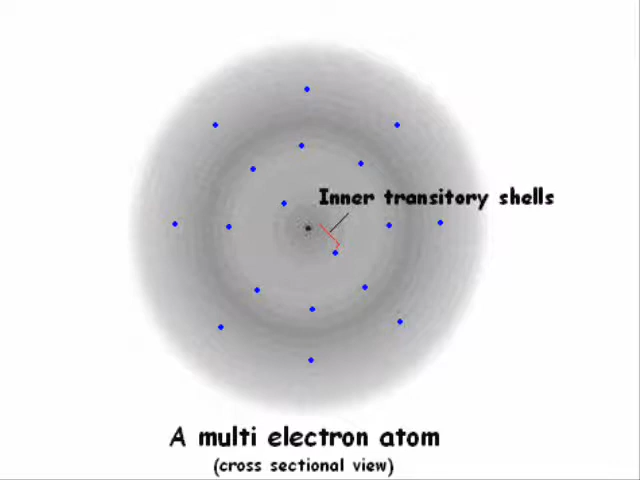 Inner transitory shells
A multi electron atom
(cross sectional view)